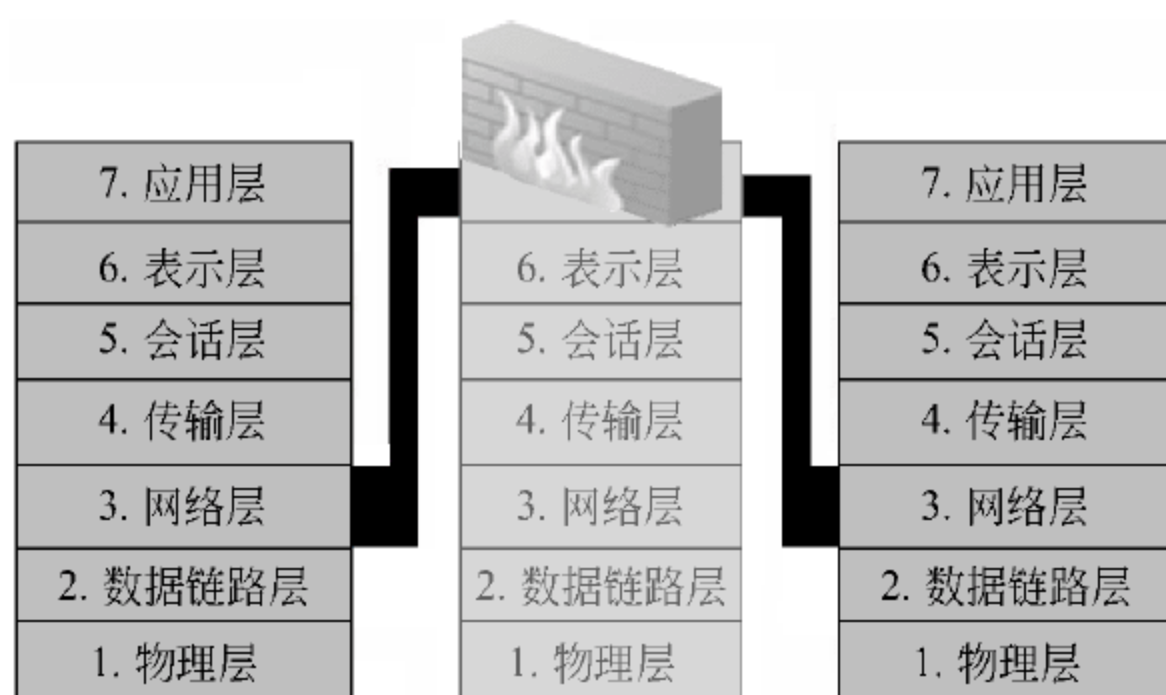 7. 应用层
6. 表示层
5. 会话层
4. 传输层
3. 网络层
2. 数据链路层
1. 物理层
6. 表示层
5. 会话层
4. 传输层
3. 网络层
2. 数据链路层
1. 物理层
7. 应用层
6. 表示层
5. 会话层
4. 传输层
3. 网络层
2. 数据链路层
1. 物理层